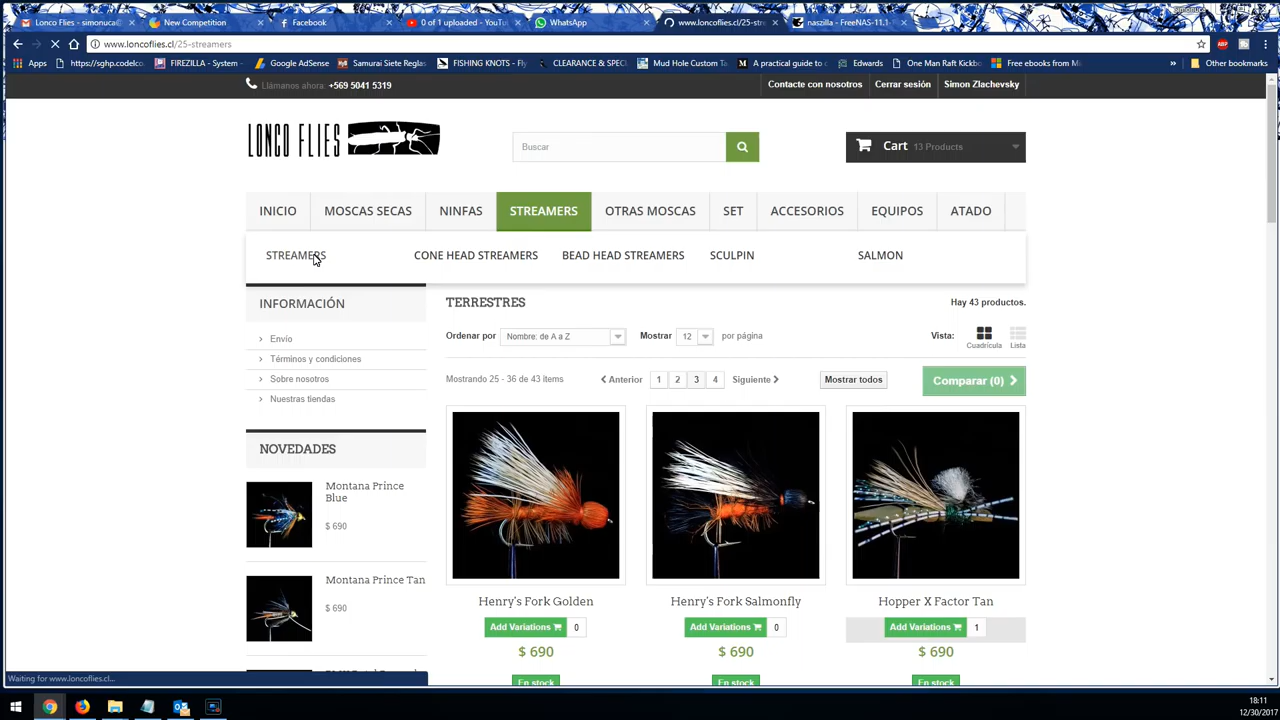 Lonco Flies - simonuca@
New Competition
Facebook
0 of 1 uploaded - YouTu
WhatsApp
www.loncoflies.cl/25-stre
naszilla - FreeNAS-11.1-
www.loncoflies.cl/25-streamers
Apps
https://sghp.codelco
FIREZILLA - System -
Google AdSense
Samurai Siete Reglas
FISHING KNOTS - Fly
CLEARANCE & SPECI
Mud Hole Custom Ta
A practical guide to
Edwards
One Man Raft Kickbo
Free ebooks from Mi
»
Other bookmarks
Llámanos ahora: +569 5041 5319
Contacte con nosotros
Cerrar sesión
Simon Zlachevsky
LONCO FLIES
Buscar
Cart 13 Products
INICIO
MOSCAS SECAS
NINFAS
STREAMERS
OTRAS MOSCAS
SET
ACCESORIOS
EQUIPOS
ATADO
STREAMERS
CONE HEAD STREAMERS
BEAD HEAD STREAMERS
SCULPIN
SALMON
INFORMACIÓN
Envío
Términos y condiciones
Sobre nosotros
Nuestras tiendas
TERRESTRES
Hay 43 productos.
Ordenar por
Nombre: de A a Z
Mostrar
12
por página
Vista:
Cuadrícula
Lista
Mostrando 25 - 36 de 43 items
Anterior
1
2
3
4
Siguiente
Mostrar todos
Comparar (0)
NOVEDADES
Montana Prince
Blue
$ 690
Montana Prince Tan
$ 690
Henry's Fork Golden
Add Variations
0
$ 690
En stock
Henry's Fork Salmonfly
Add Variations
0
$ 690
En stock
Hopper X Factor Tan
Add Variations
1
$ 690
En stock
Waiting for www.loncoflies.cl...
18:11
12/30/2017